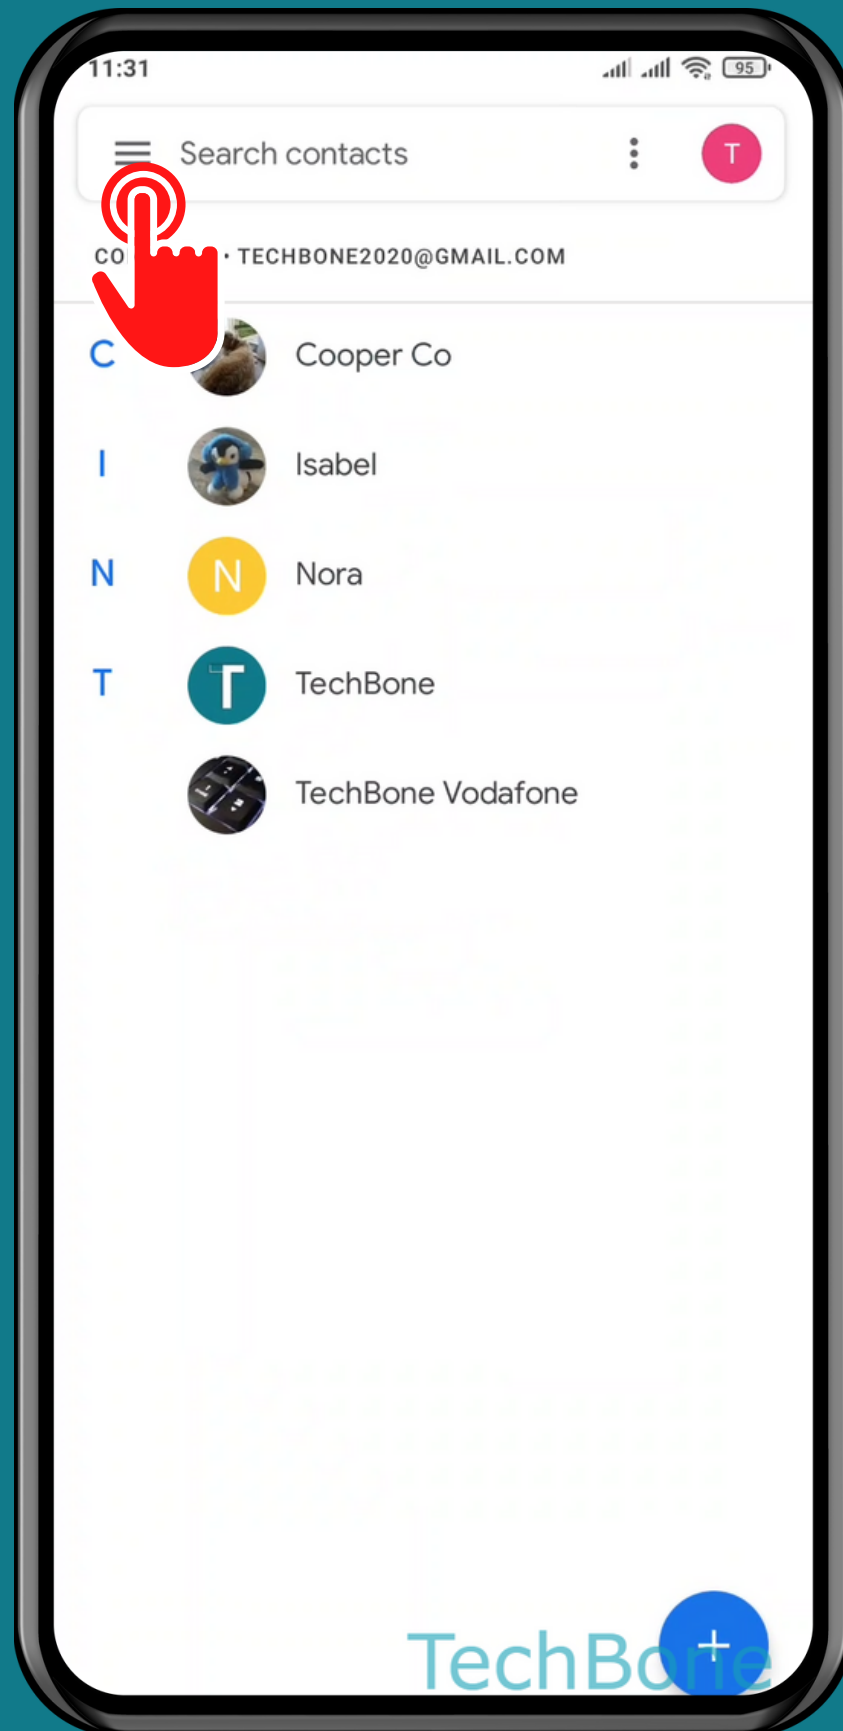 11:31 95
Search contacts T
CO · TECHBONE2020@GMAIL.COM
C Cooper Co
I Isabel
N N Nora
T T TechBone
TechBone Vodafone
+
TechBone